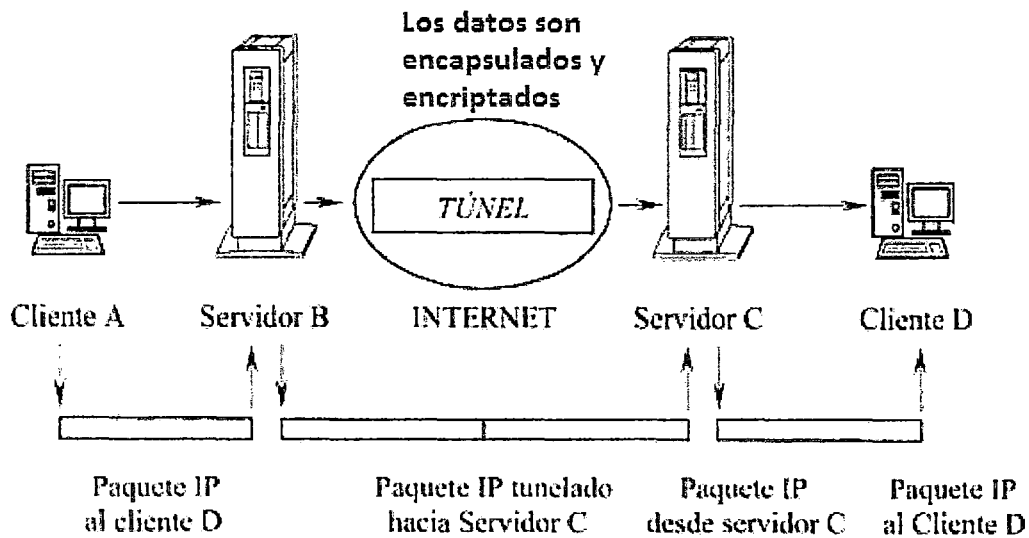 Los datos son
encapsulados y
encriptados
TÚNEL
Cliente A
Servidor B
INTERNET
Servidor C
Cliente D
Paquete IP
al cliente D
Paquete IP tunelado
hacia Servidor C
Paquete IP
desde servidor C
Paquete IP
al Cliente D